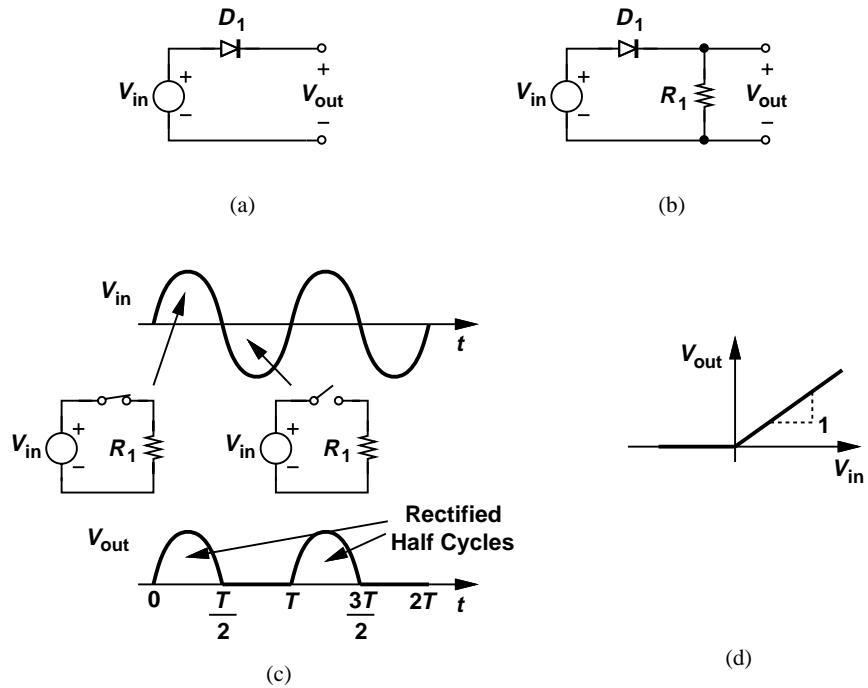 D1
Vin
+
−
+
Vout
−
(a)
D1
Vin
+
−
R1
+
Vout
−
(b)
Vin
t
Vin
+
−
R1
Vin
+
−
R1
Vout
Rectified
Half Cycles
0
T
2
T
3T
2
2T
t
(c)
Vout
1
Vin
(d)